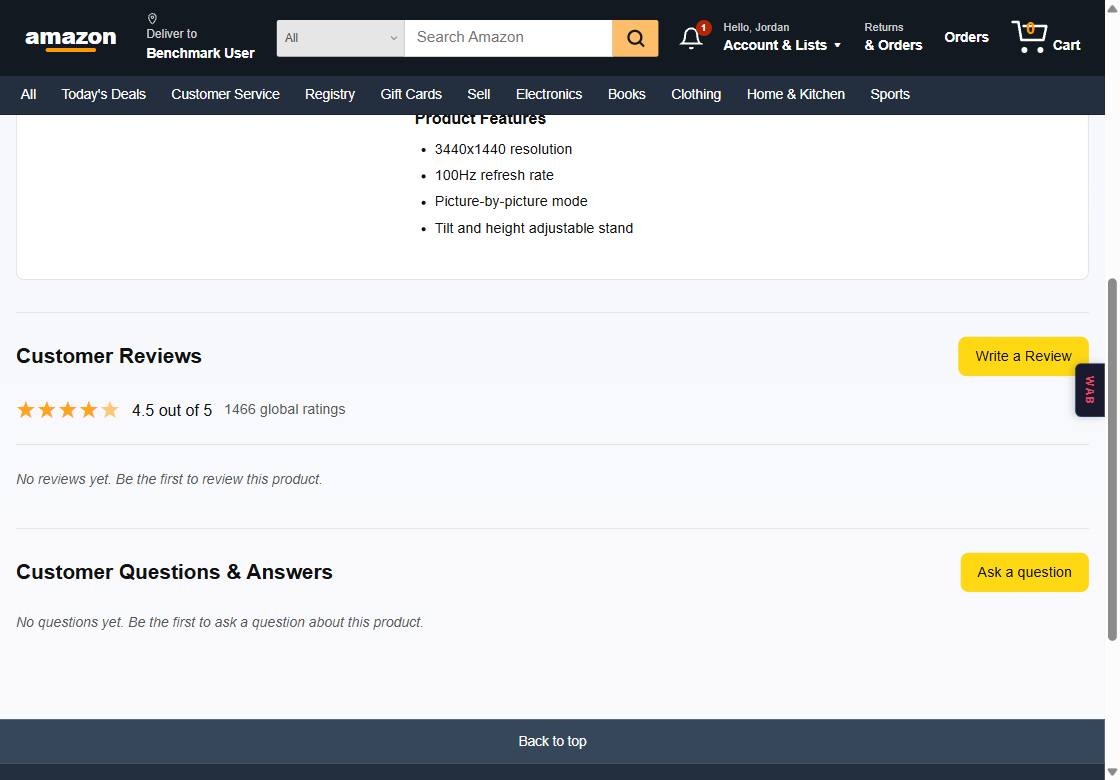 amazon
Deliver to
Benchmark User
All
Search Amazon
1
Hello, Jordan
Account & Lists
Returns
& Orders
Orders
0
Cart
All
Today's Deals
Customer Service
Registry
Gift Cards
Sell
Electronics
Books
Clothing
Home & Kitchen
Sports
Product Features
3440x1440 resolution
100Hz refresh rate
Picture-by-picture mode
Tilt and height adjustable stand
Customer Reviews
Write a Review
WAB
4.5 out of 5
1466 global ratings
No reviews yet. Be the first to review this product.
Customer Questions & Answers
Ask a question
No questions yet. Be the first to ask a question about this product.
Back to top